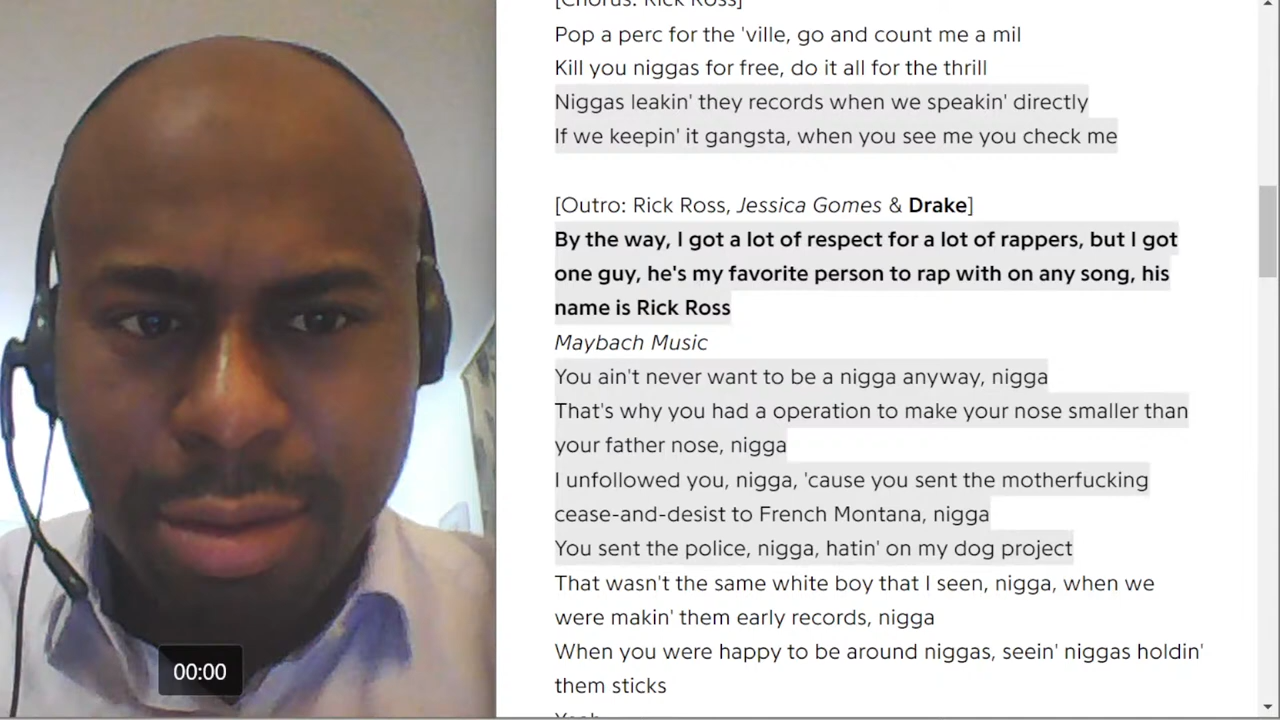 [Chorus: Rick Ross]
Pop a perc for the 'ville, go and count me a mil
Kill you niggas for free, do it all for the thrill
Niggas leakin' they records when we speakin' directly
If we keepin' it gangsta, when you see me you check me
[Outro: Rick Ross, Jessica Gomes & Drake]
By the way, I got a lot of respect for a lot of rappers, but I got
one guy, he's my favorite person to rap with on any song, his
name is Rick Ross
Maybach Music
You ain't never want to be a nigga anyway, nigga
That's why you had a operation to make your nose smaller than
your father nose, nigga
I unfollowed you, nigga, 'cause you sent the motherfucking
cease-and-desist to French Montana, nigga
You sent the police, nigga, hatin' on my dog project
That wasn't the same white boy that I seen, nigga, when we
were makin' them early records, nigga
When you were happy to be around niggas, seein' niggas holdin'
them sticks
Yeah
00:00